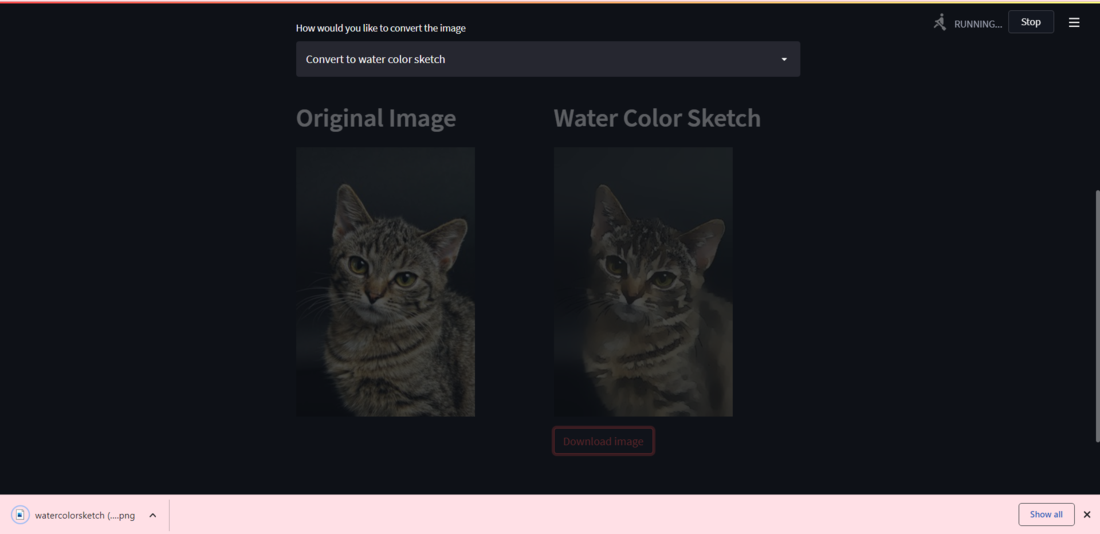 How would you like to convert the image
RUNNING...
Stop
Convert to water color sketch
Original Image
Water Color Sketch
Download image
watercolorsketch (....png
Show all